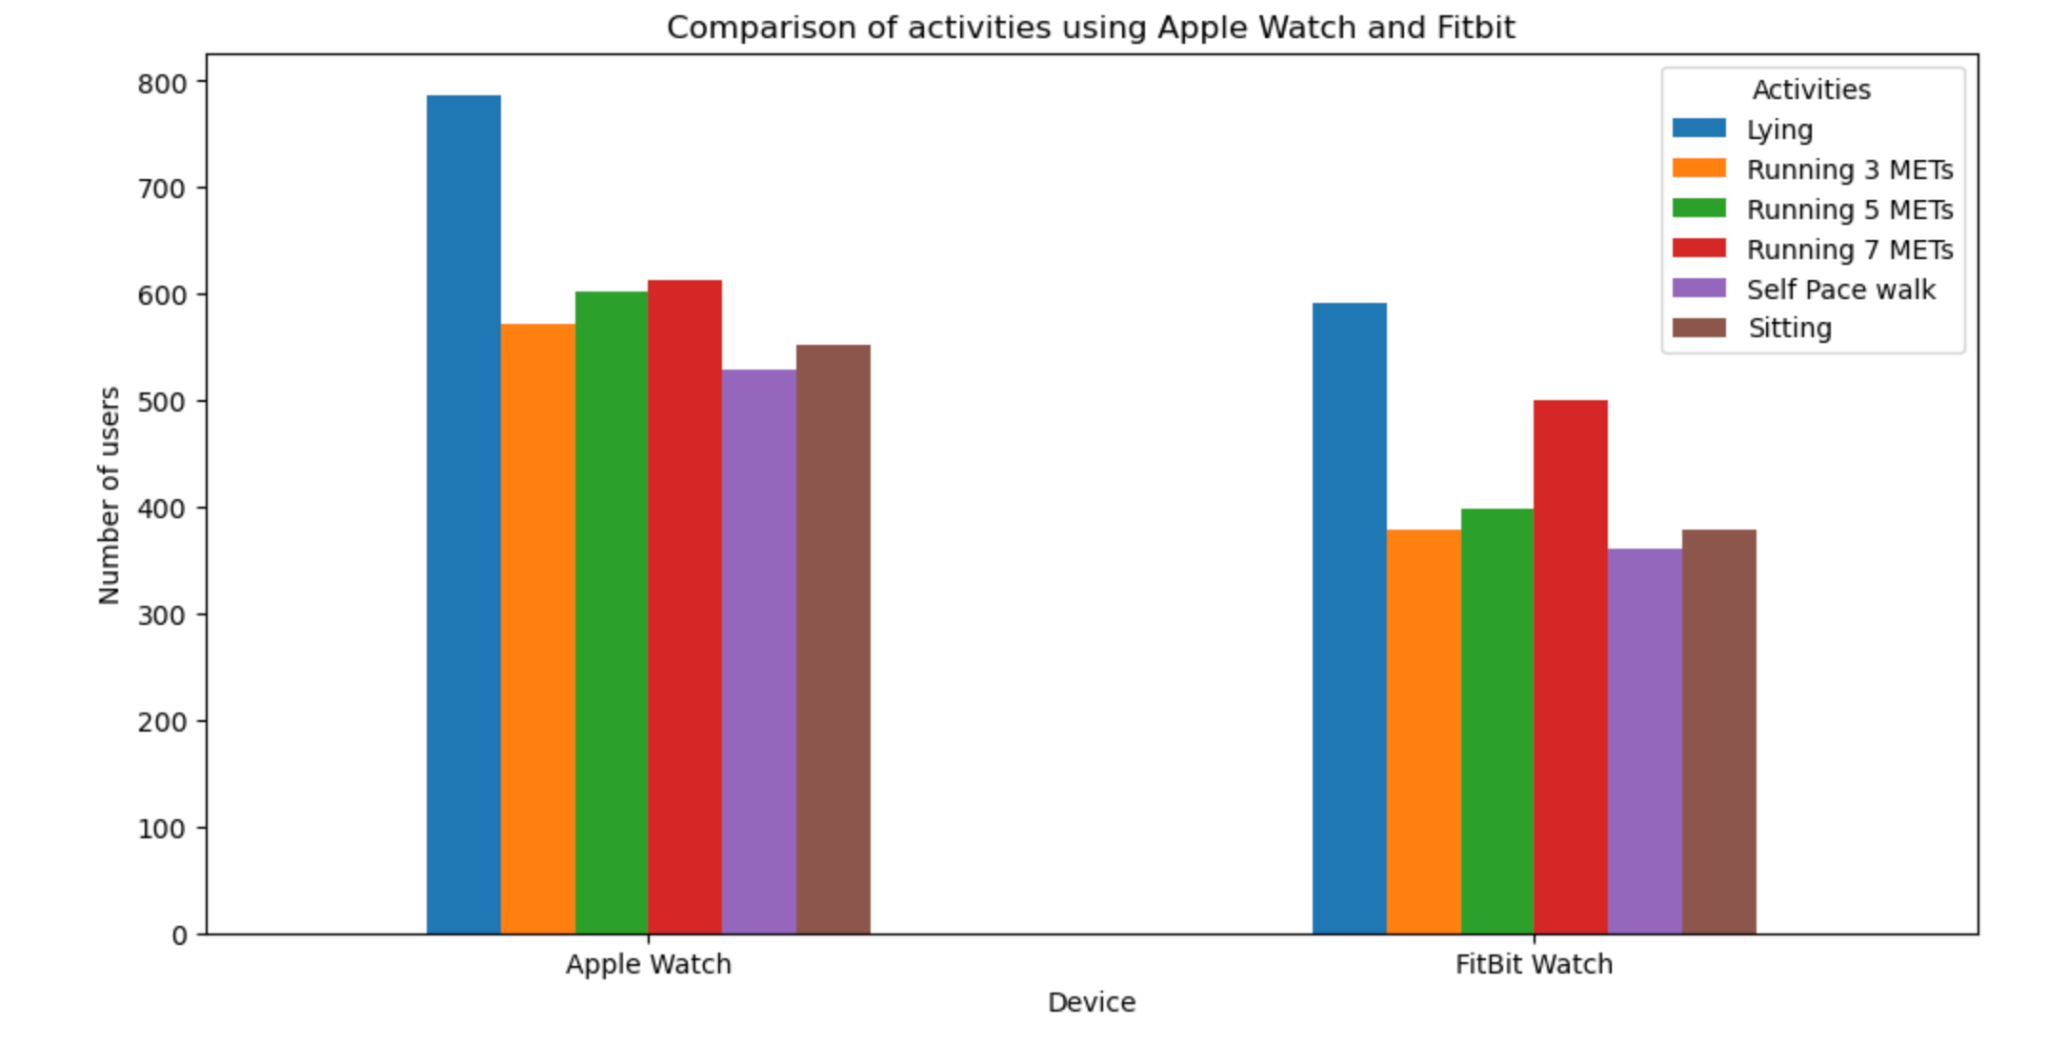 Comparison of activities using Apple Watch and Fitbit
Activities
Lying
Running 3 METs
Running 5 METs
Running 7 METs
Self Pace walk
Sitting
Number of users
800
700
600
500
400
300
200
100
0
Apple Watch
FitBit Watch
Device